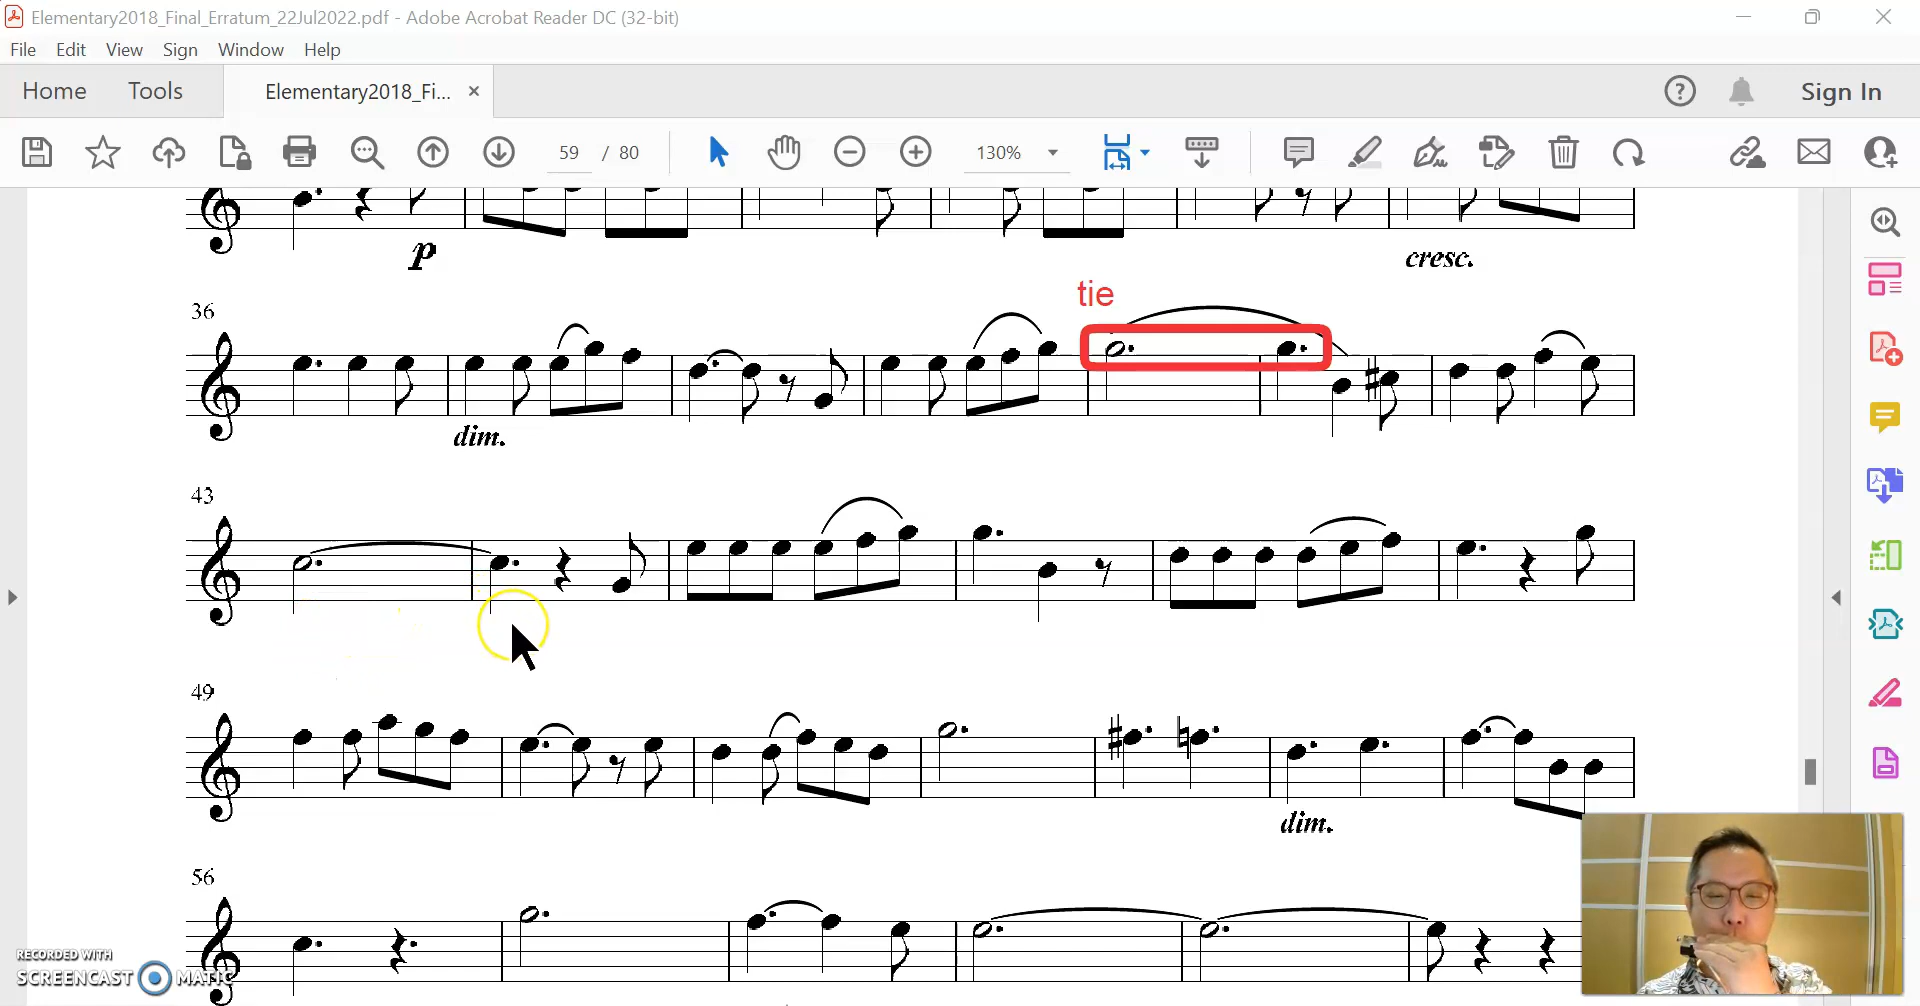 Elementary2018_Final_Erratum_22Jul2022.pdf - Adobe Acrobat Reader DC (32-bit)
File Edit View Sign Window Help
Home Tools Elementary2018_Fi... × Sign In
59 / 80 130%
p
cresc.
tie
36
dim.
43
49
dim.
56
RECORDED WITH
SCREENCAST MATIC